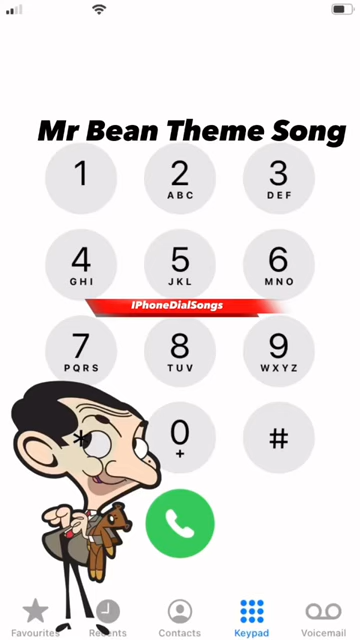 Mr Bean Theme Song
1
2
ABC
3
DEF
4
GHI
5
JKL
6
MNO
IPhoneDialSongs
7
PQRS
8
TUV
9
WXYZ
*
0
+
#
Favourites
Recents
Contacts
Keypad
Voicemail